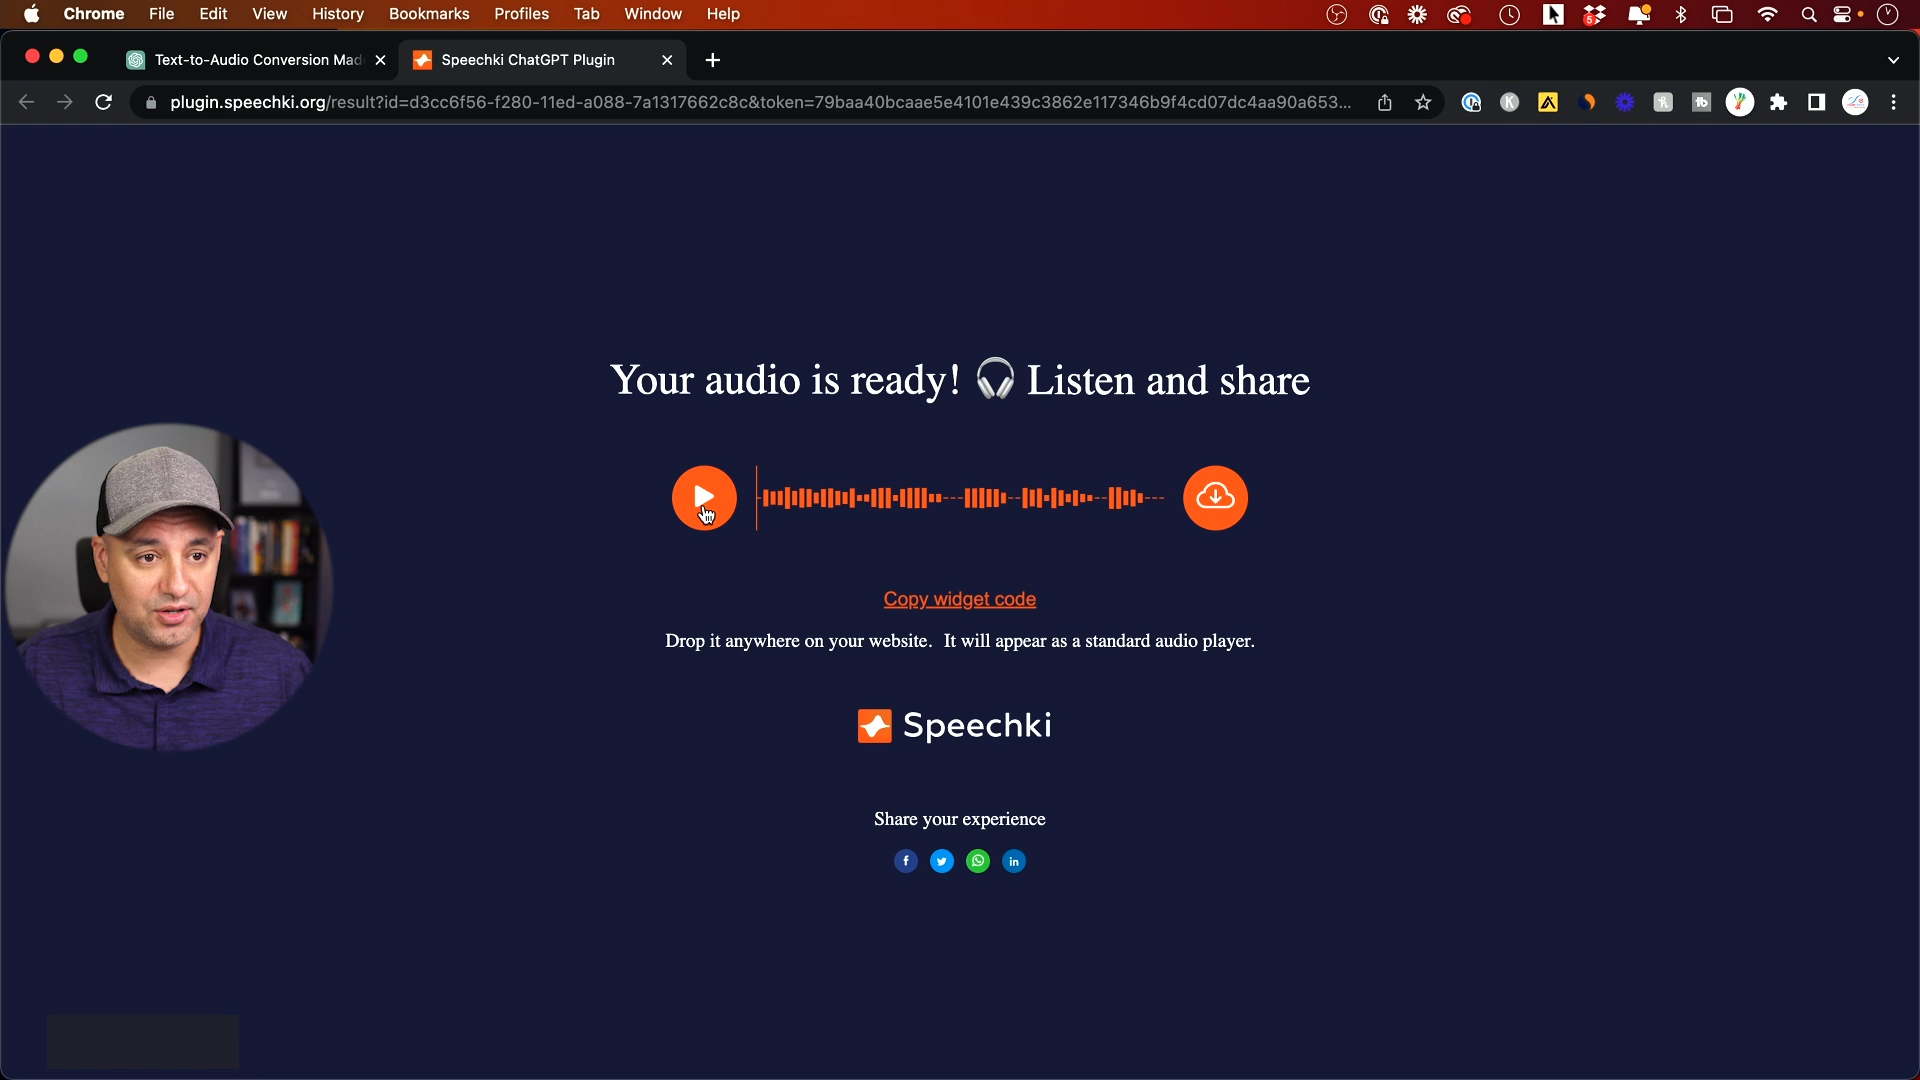 Chrome File Edit View History Bookmarks Profiles Tab Window Help
5
Text-to-Audio Conversion Mad
Speechki ChatGPT Plugin
plugin.speechki.org/result?id=d3cc6f56-f280-11ed-a088-7a1317662c8c&token=79baa40bcaae5e4101e439c3862e117346b9f4cd07dc4aa90a653...
Your audio is ready! 🎧 Listen and share
Copy widget code
Drop it anywhere on your website. It will appear as a standard audio player.
Speechki
Share your experience